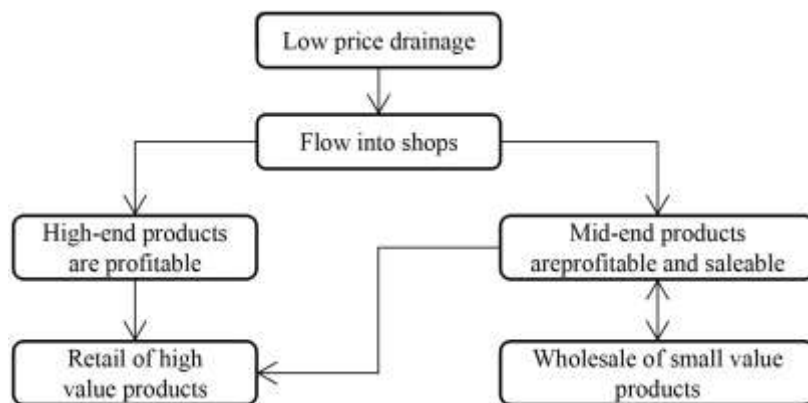 Low price drainage
Flow into shops
High-end products
are profitable
Mid-end products
areprofitable and saleable
Retail of high
value products
Wholesale of small value
products